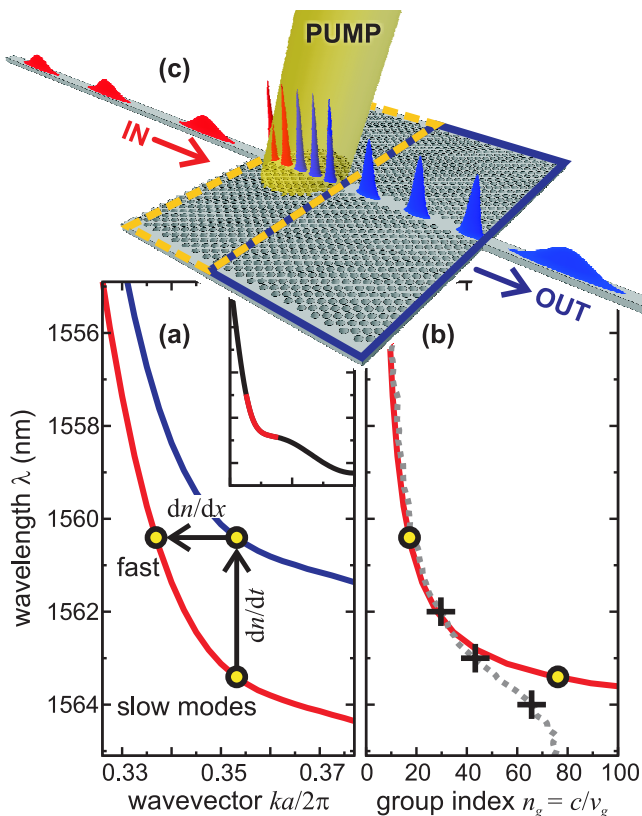 PUMP
(c)
IN
OUT
(a)
(b)
wavelength λ (nm)
1556
1558
1560
1562
1564
dn/dx
fast
dn/dt
slow modes
0.33
0.35
0.37
0
20
40
60
80
100
wavevector ka/2π
group index n_g = c/v_g